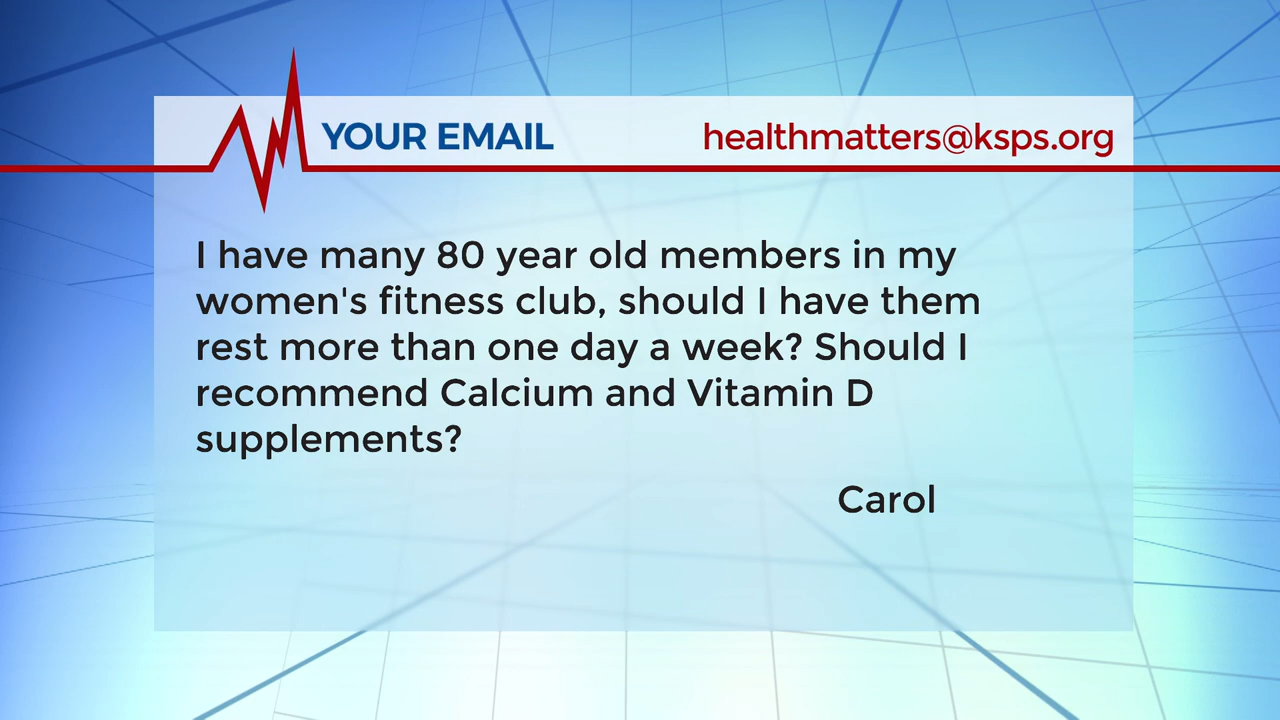 YOUR EMAIL healthmatters@ksps.org
I have many 80 year old members in my
women's fitness club, should I have them
rest more than one day a week? Should I
recommend Calcium and Vitamin D
supplements?
Carol